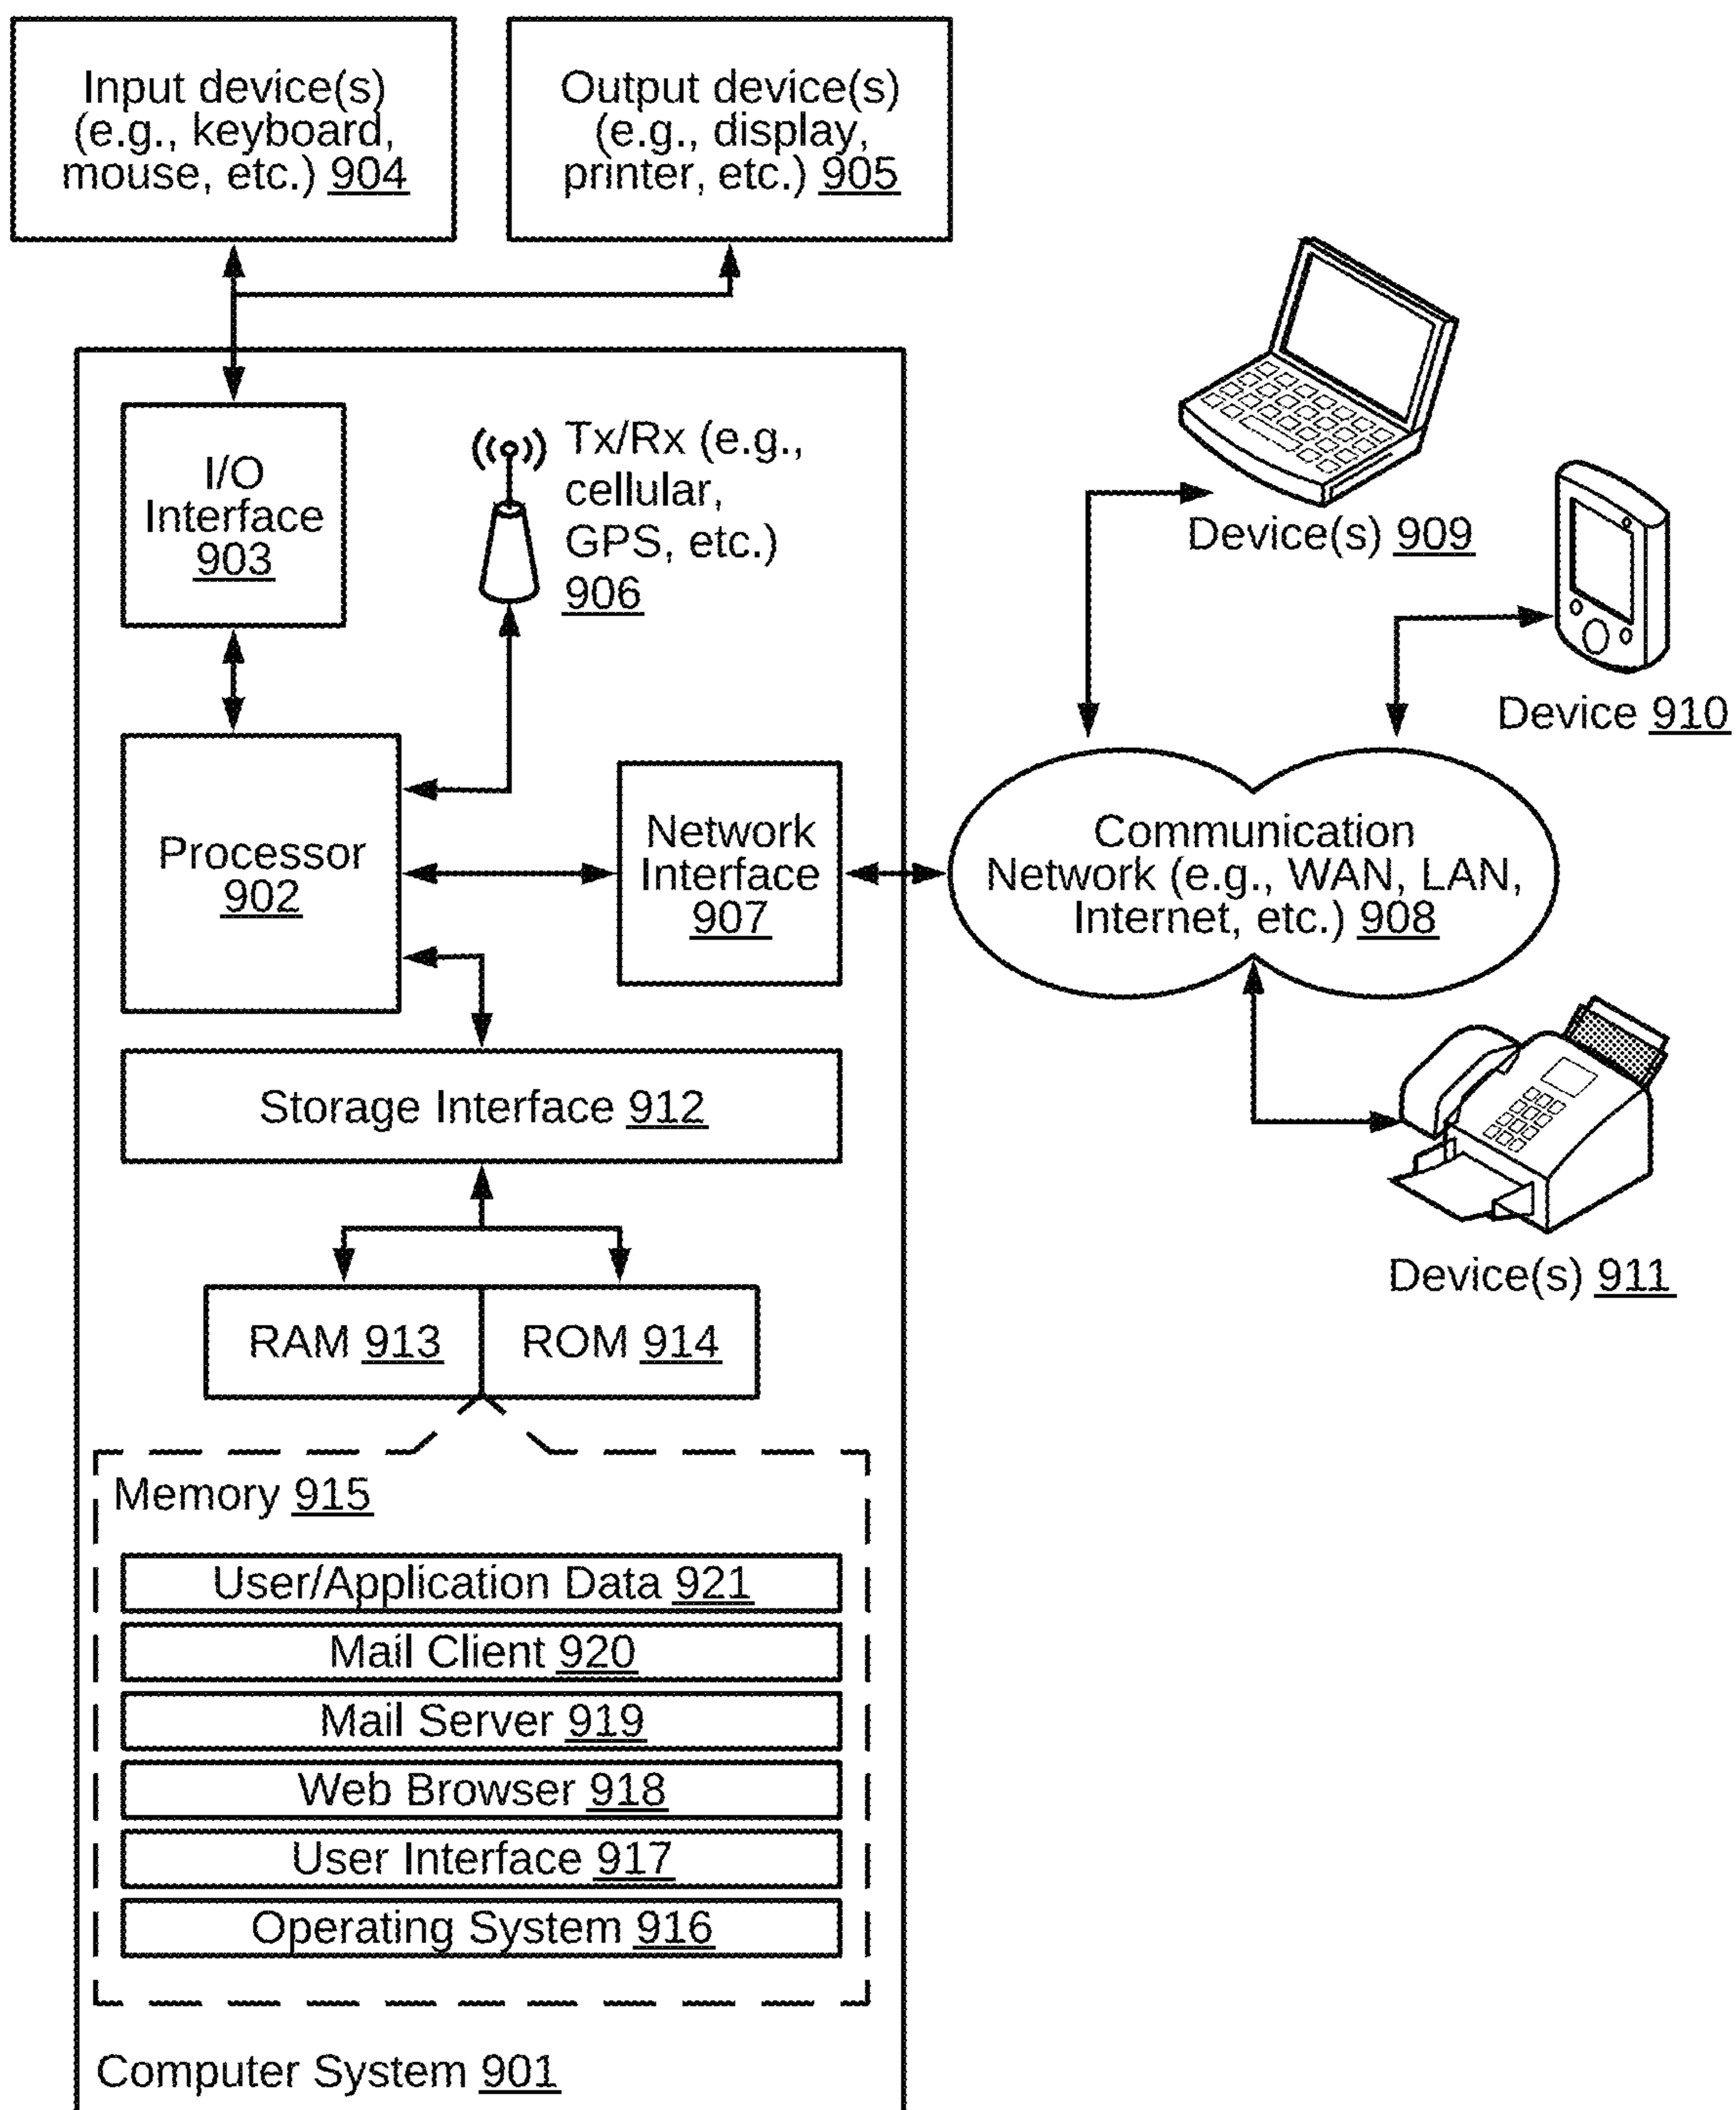 Input device(s)
(e.g., keyboard,
mouse, etc.) 904
Output device(s)
(e.g., display,
printer, etc.) 905
I/O
Interface
903
Tx/Rx (e.g.,
cellular,
GPS, etc.)
906
Device(s) 909
Device 910
Processor
902
Network
Interface
907
Communication
Network (e.g., WAN, LAN,
Internet, etc.) 908
Storage Interface 912
Device(s) 911
RAM 913
ROM 914
Memory 915
User/Application Data 921
Mail Client 920
Mail Server 919
Web Browser 918
User Interface 917
Operating System 916
Computer System 901